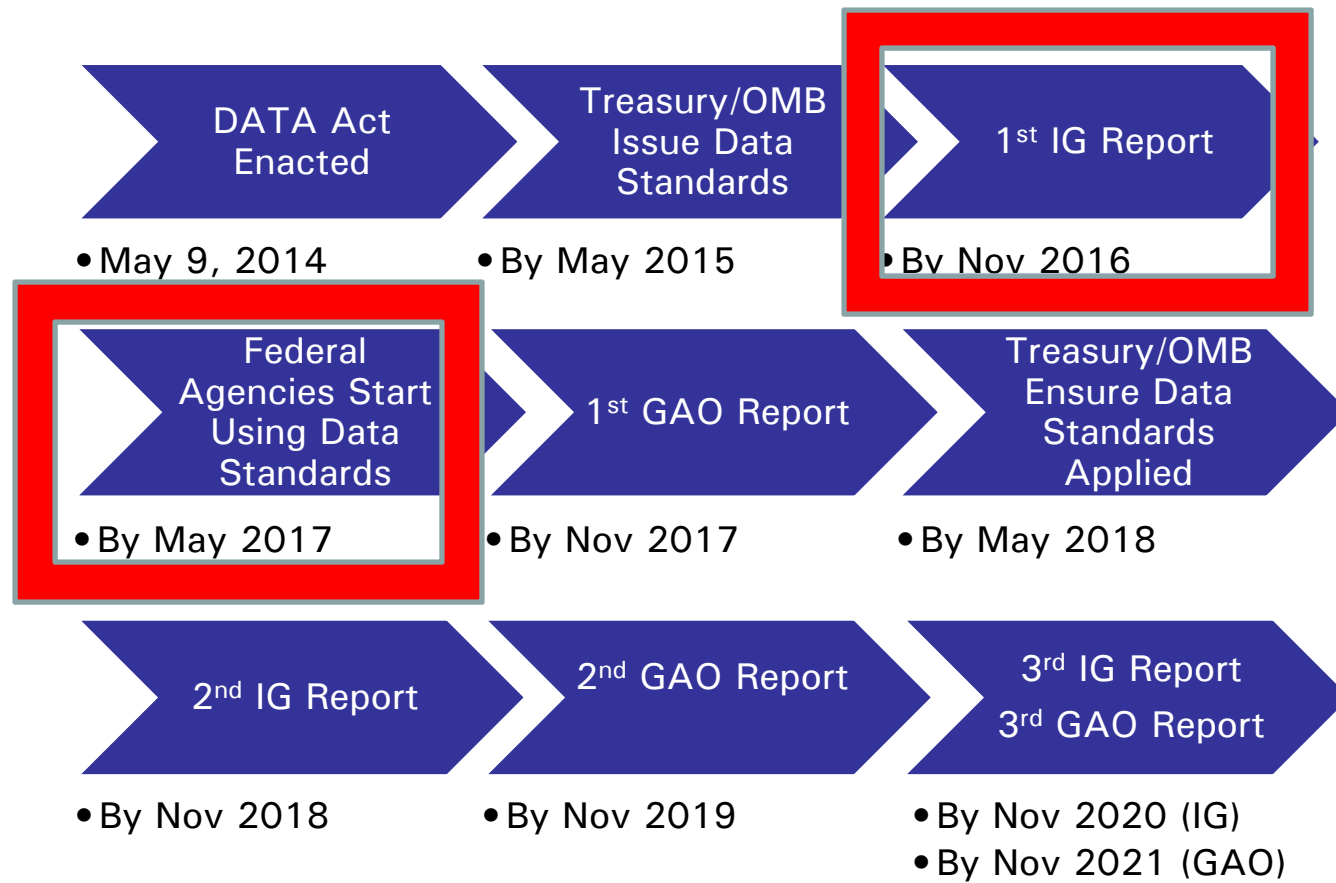 DATA Act
Enacted
• May 9, 2014
Treasury/OMB
Issue Data
Standards
• By May 2015
1st IG Report
• By Nov 2016
Federal
Agencies Start
Using Data
Standards
• By May 2017
1st GAO Report
• By Nov 2017
Treasury/OMB
Ensure Data
Standards
Applied
• By May 2018
2nd IG Report
• By Nov 2018
2nd GAO Report
• By Nov 2019
3rd IG Report
3rd GAO Report
• By Nov 2020 (IG)
• By Nov 2021 (GAO)